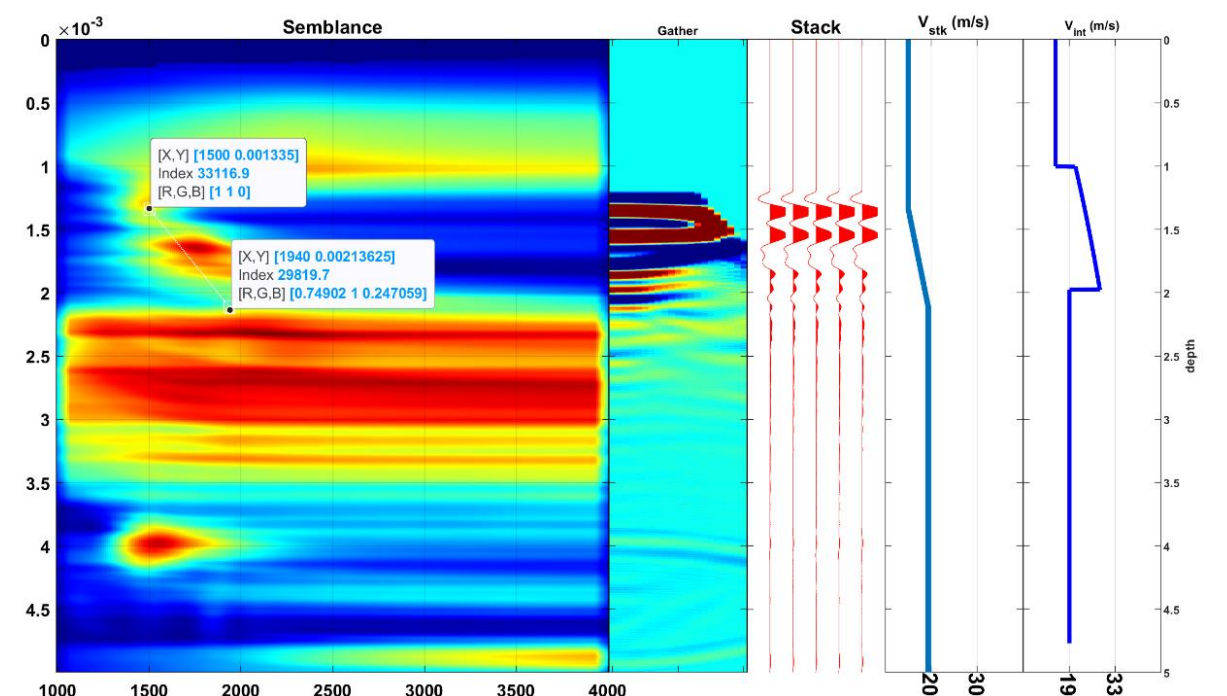 Semblance
Gather
Stack
V_stk (m/s)
V_int (m/s)
×10^-3
0
0.5
1
1.5
2
2.5
3
3.5
4
4.5
1000
1500
2000
2500
3000
3500
4000
[X,Y] [1500 0.001335]
Index 33116.9
[R,G,B] [1 1 0]
[X,Y] [1940 0.00213625]
Index 29819.7
[R,G,B] [0.74902 1 0.247059]
20
30
19
33
0
0.5
1
1.5
2
2.5
3
3.5
4
4.5
5
depth